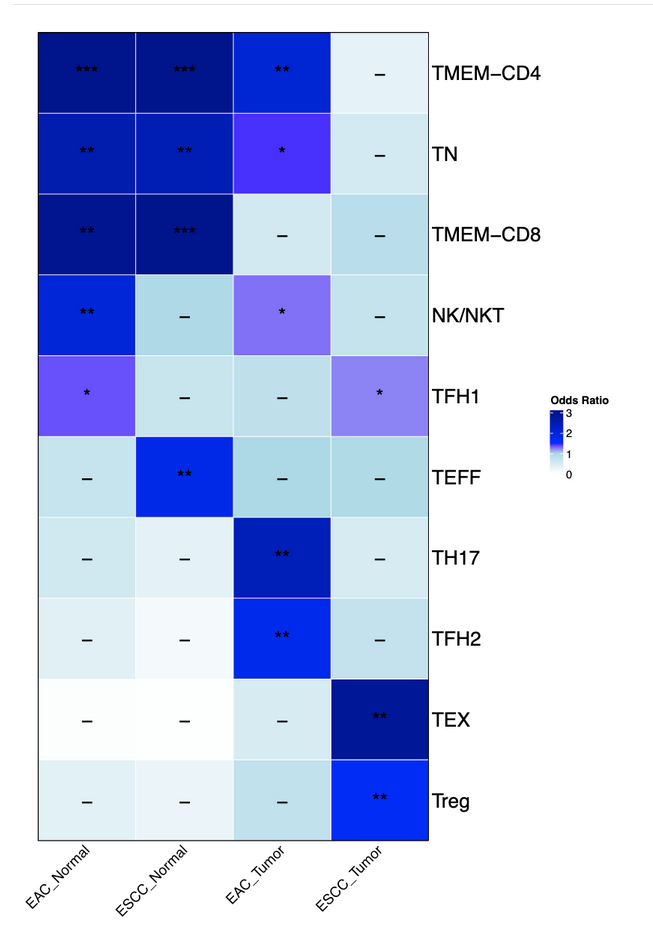 *** *** ** – TMEM–CD4
** ** * – TN
** *** – – TMEM–CD8
** – * – NK/NKT
* – – * TFH1
– ** – – TEFF
– – ** – TH17
– – ** – TFH2
– – – ** TEX
– – – ** Treg
Odds Ratio
3
2
1
0
EAC_Normal
ESCC_Normal
EAC_Tumor
ESCC_Tumor